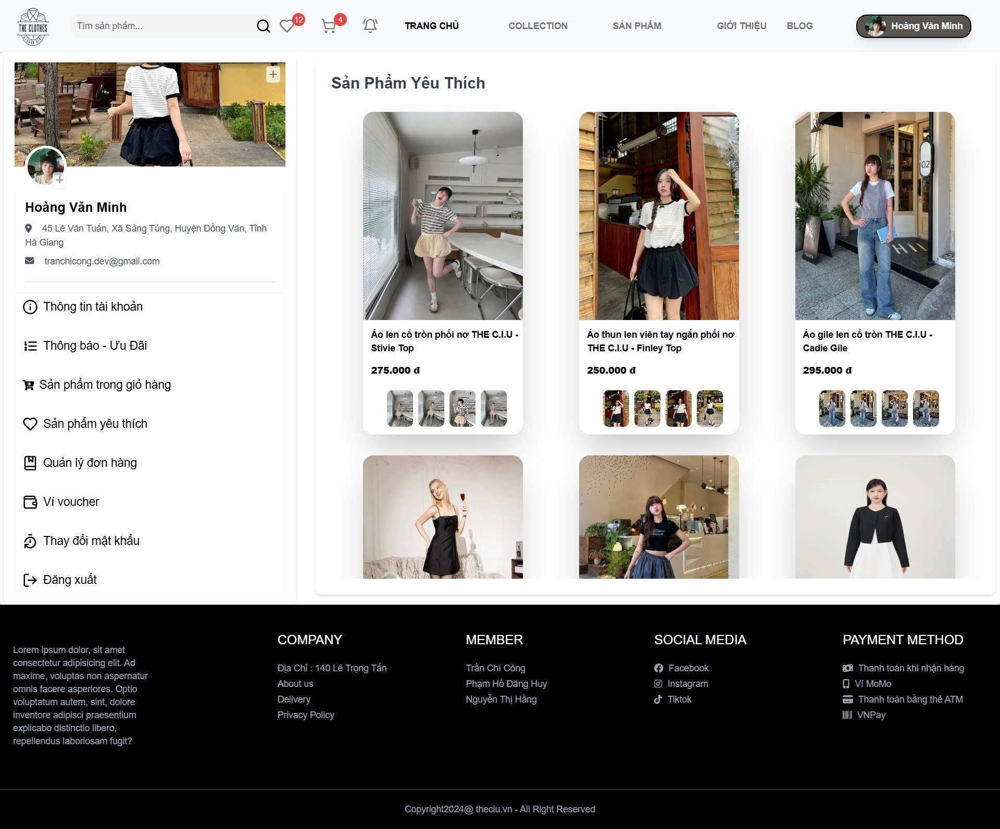 THE CLOTHES
Tìm sản phẩm...
12
4
TRANG CHỦ
COLLECTION
SẢN PHẨM
GIỚI THIỆU
BLOG
Hoàng Văn Minh
Hoàng Văn Minh
45 Lê Văn Tuấn, Xã Sảng Tủng, Huyện Đồng Văn, Tỉnh
Hà Giang
tranchicong.dev@gmail.com
Thông tin tài khoản
Thông báo - Ưu Đãi
Sản phẩm trong giỏ hàng
Sản phẩm yêu thích
Quản lý đơn hàng
Ví voucher
Thay đổi mật khẩu
Đăng xuất
Sản Phẩm Yêu Thích
02
Hi!
Áo len cổ tròn phối nơ THE C.I.U -
Stivie Top
275.000 đ
Áo thun len viên tay ngắn phối nơ
THE C.I.U - Finley Top
250.000 đ
Áo gile len cổ tròn THE C.I.U -
Cadie Gile
295.000 đ
Lorem ipsum dolor, sit amet
consectetur adipisicing elit. Ad
maxime, voluptas non aspernatur
omnis facere asperiores. Optio
voluptatum autem, sint, dolore
inventore adipisci praesentium
explicabo distinctio libero,
repellendus laboriosam fugit?
COMPANY
Địa Chỉ : 140 Lê Trọng Tấn
About us
Delivery
Privacy Policy
MEMBER
Trần Chí Công
Phạm Hồ Đăng Huy
Nguyễn Thị Hằng
SOCIAL MEDIA
Facebook
Instagram
Tiktok
PAYMENT METHOD
Thanh toán khi nhận hàng
Ví MoMo
Thanh toán bằng thẻ ATM
VNPay
Copyright2024@ theciu.vn - All Right Reserved